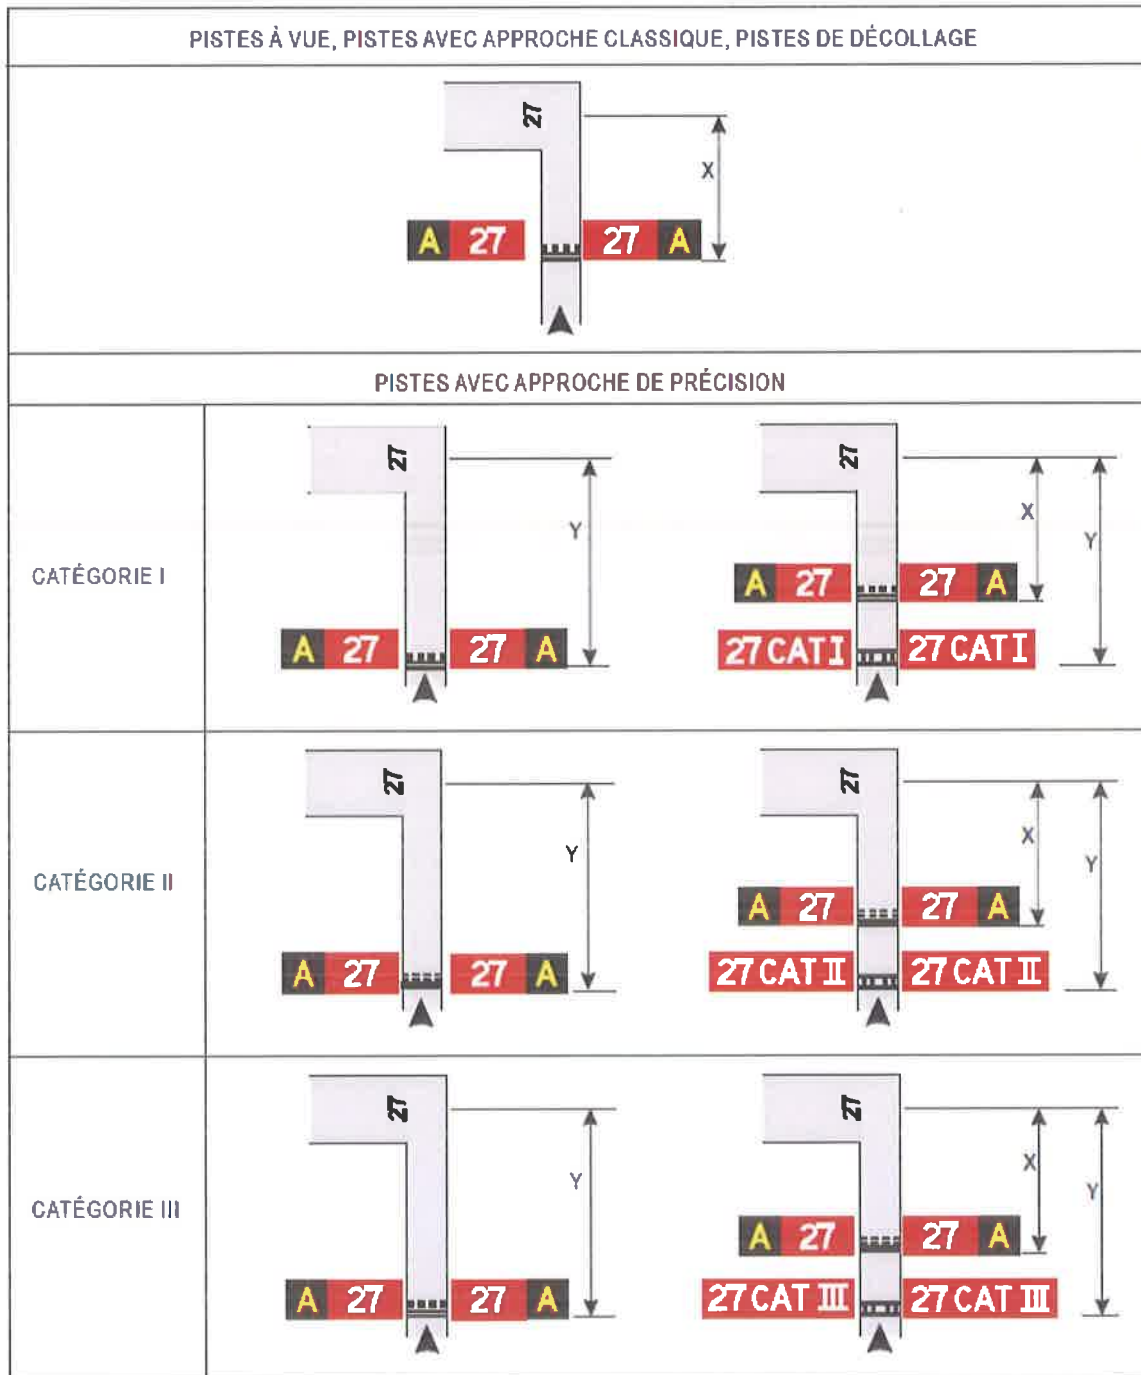 PISTES À VUE, PISTES AVEC APPROCHE CLASSIQUE, PISTES DE DÉCOLLAGE
27
X
A 27 27 A
PISTES AVEC APPROCHE DE PRÉCISION
CATÉGORIE I
27
Y
A 27 27 A
27
X
Y
A 27 27 A
27 CAT I 27 CAT I
CATÉGORIE II
27
Y
A 27 27 A
27
X
Y
A 27 27 A
27 CAT II 27 CAT II
CATÉGORIE III
27
Y
A 27 27 A
27
X
Y
A 27 27 A
27 CAT III 27 CAT III